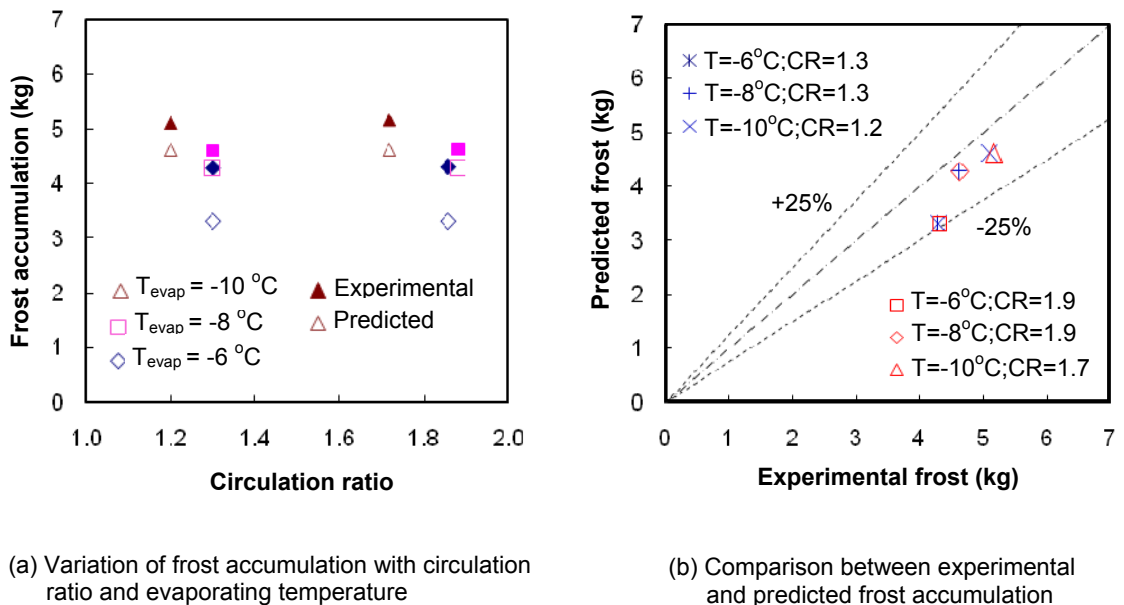 7
6
5
4
3
2
1
0
Frost accumulation (kg)
T_evap = -10 °C
T_evap = -8 °C
T_evap = -6 °C
Experimental
Predicted
1.0 1.2 1.4 1.6 1.8 2.0
Circulation ratio
(a) Variation of frost accumulation with circulation
ratio and evaporating temperature
7
6
5
4
3
2
1
0
Predicted frost (kg)
T=-6°C;CR=1.3
T=-8°C;CR=1.3
T=-10°C;CR=1.2
+25%
-25%
T=-6°C;CR=1.9
T=-8°C;CR=1.9
T=-10°C;CR=1.7
0 1 2 3 4 5 6 7
Experimental frost (kg)
(b) Comparison between experimental
and predicted frost accumulation